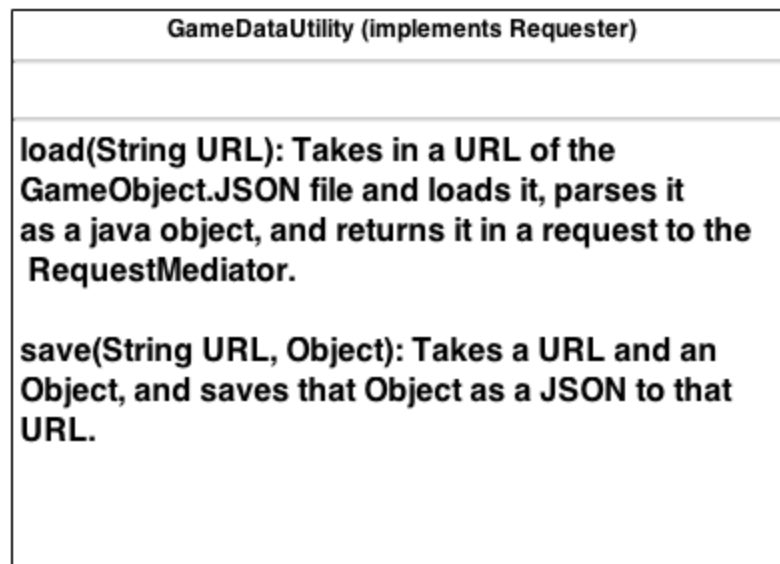 GameDataUtility (implements Requester)
load(String URL): Takes in a URL of the
GameObject.JSON file and loads it, parses it
as a java object, and returns it in a request to the
RequestMediator.
save(String URL, Object): Takes a URL and an
Object, and saves that Object as a JSON to that
URL.